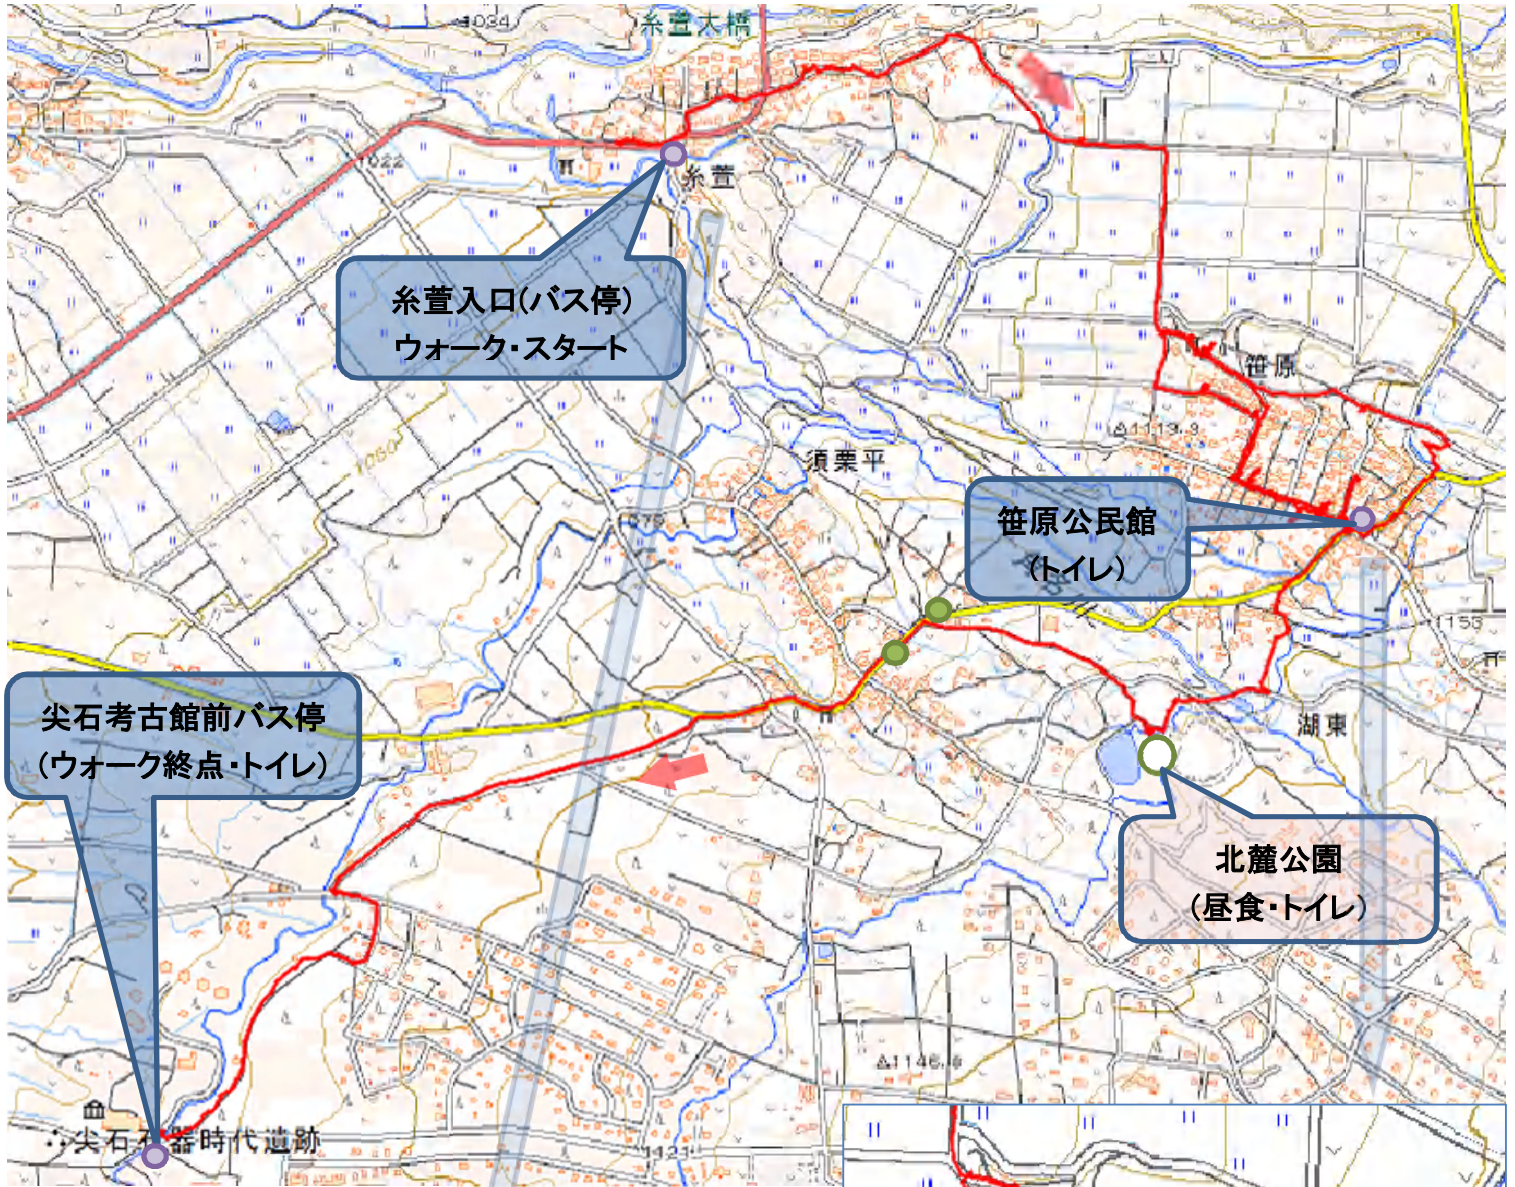 1034
糸萱大橋
1022
糸萱
糸萱入口(バス停)
ウォーク・スタート
笹原
△1113.3
須栗平
1060
笹原公民館
(トイレ)
1153
尖石考古館前バス停
(ウォーク終点・トイレ)
湖東
北麓公園
(昼食・トイレ)
△1146.6
尖石石器時代遺跡
1121